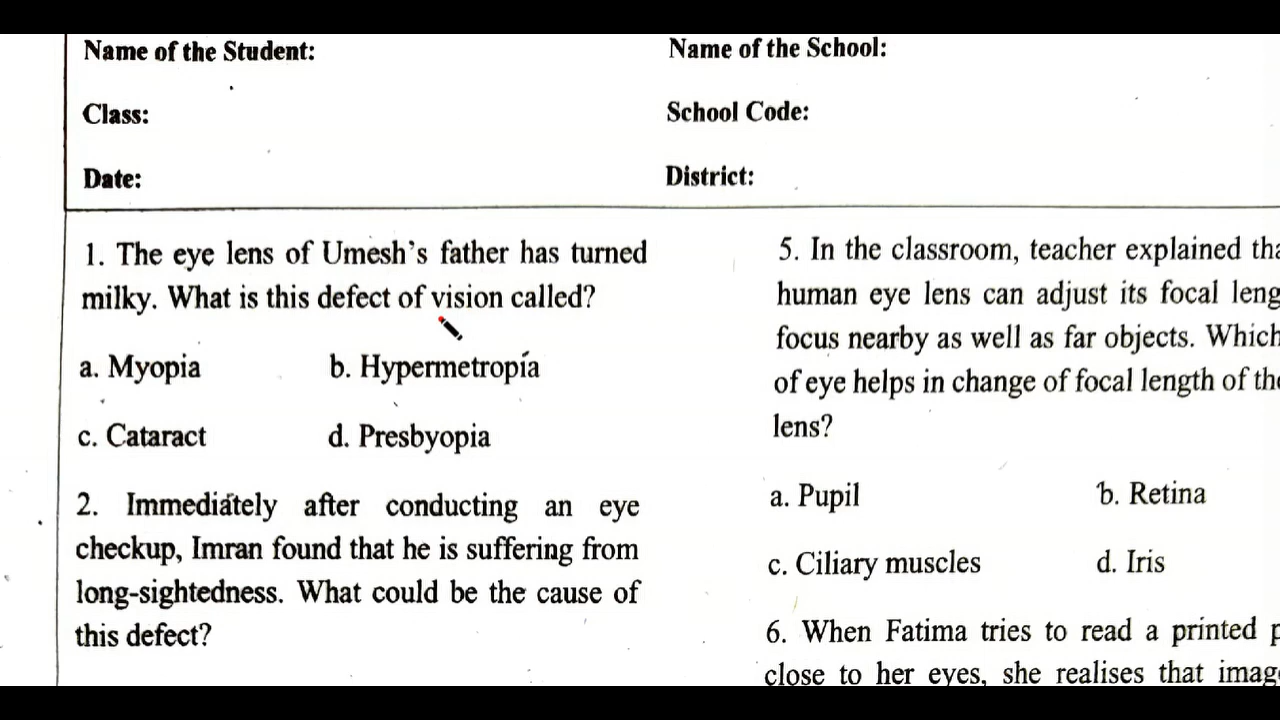 Name of the Student:
Name of the School:
Class:
School Code:
Date:
District:
1. The eye lens of Umesh's father has turned
milky. What is this defect of vision called?
a. Myopia b. Hypermetropía
c. Cataract d. Presbyopia
2. Immediately after conducting an eye
checkup, Imran found that he is suffering from
long-sightedness. What could be the cause of
this defect?
5. In the classroom, teacher explained
human eye lens can adjust its focal
focus nearby as well as far objects. Which
of eye helps in change of focal length of
lens?
a. Pupil b. Retina
c. Ciliary muscles d. Iris
6. When Fatima tries to read a printed
close to her eyes, she realises that